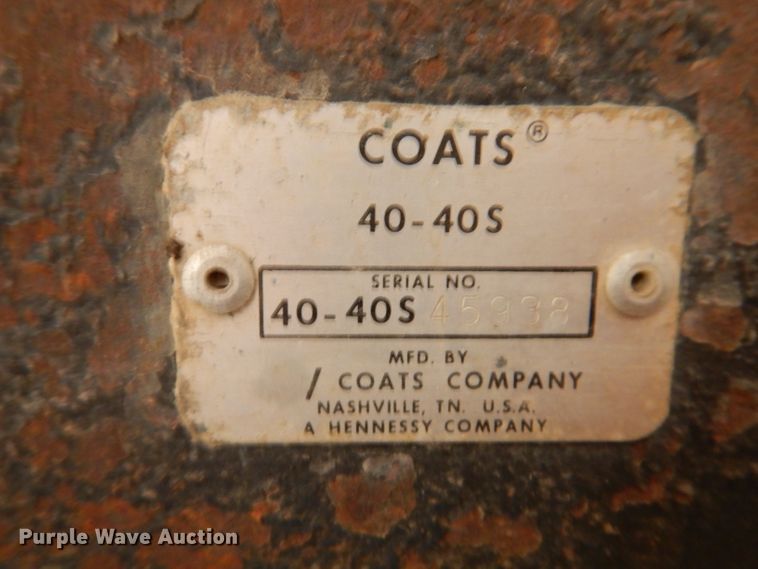 COATS®
40-40S
SERIAL NO.
40-40S 45938
MFD. BY
/ COATS COMPANY
NASHVILLE, TN. U.S.A.
A HENNESSY COMPANY
Purple Wave Auction®